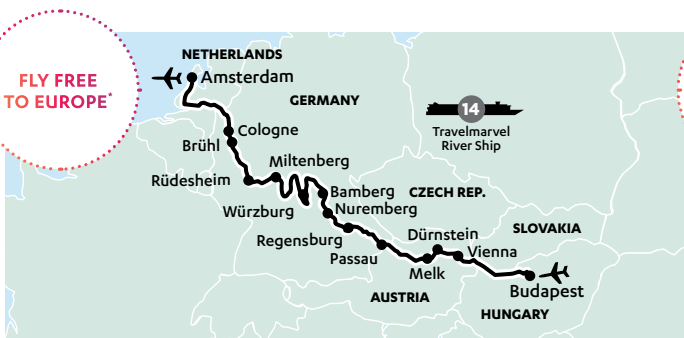 FLY FREE
TO EUROPE*
NETHERLANDS
Amsterdam
GERMANY
14
Travelmarvel
River Ship
Cologne
Brühl
Miltenberg
Rüdesheim
Bamberg
CZECH REP.
Würzburg
Nuremberg
Regensburg
Dürnstein
SLOVAKIA
Passau
Vienna
Melk
Budapest
AUSTRIA
HUNGARY